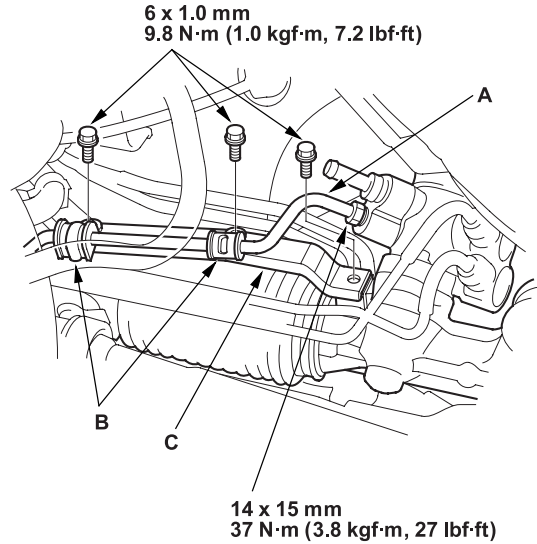 6 x 1.0 mm
9.8 N·m (1.0 kgf·m, 7.2 lbf·ft)
A
B
C
14 x 15 mm
37 N·m (3.8 kgf·m, 27 lbf·ft)